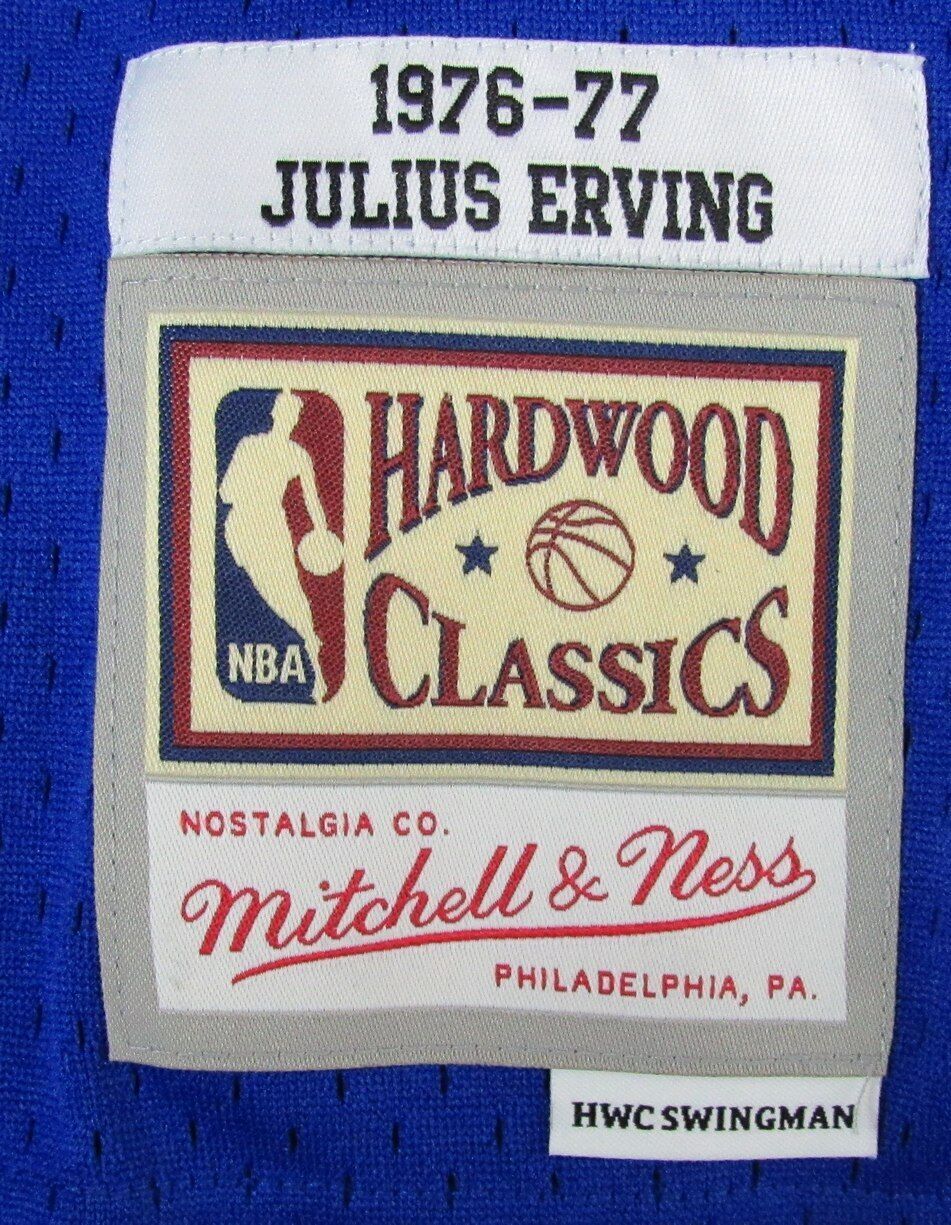 1976-77
JULIUS ERVING
HARDWOOD
CLASSICS
NBA
NOSTALGIA CO.
Mitchell & Ness
PHILADELPHIA, PA.
HWC SWINGMAN